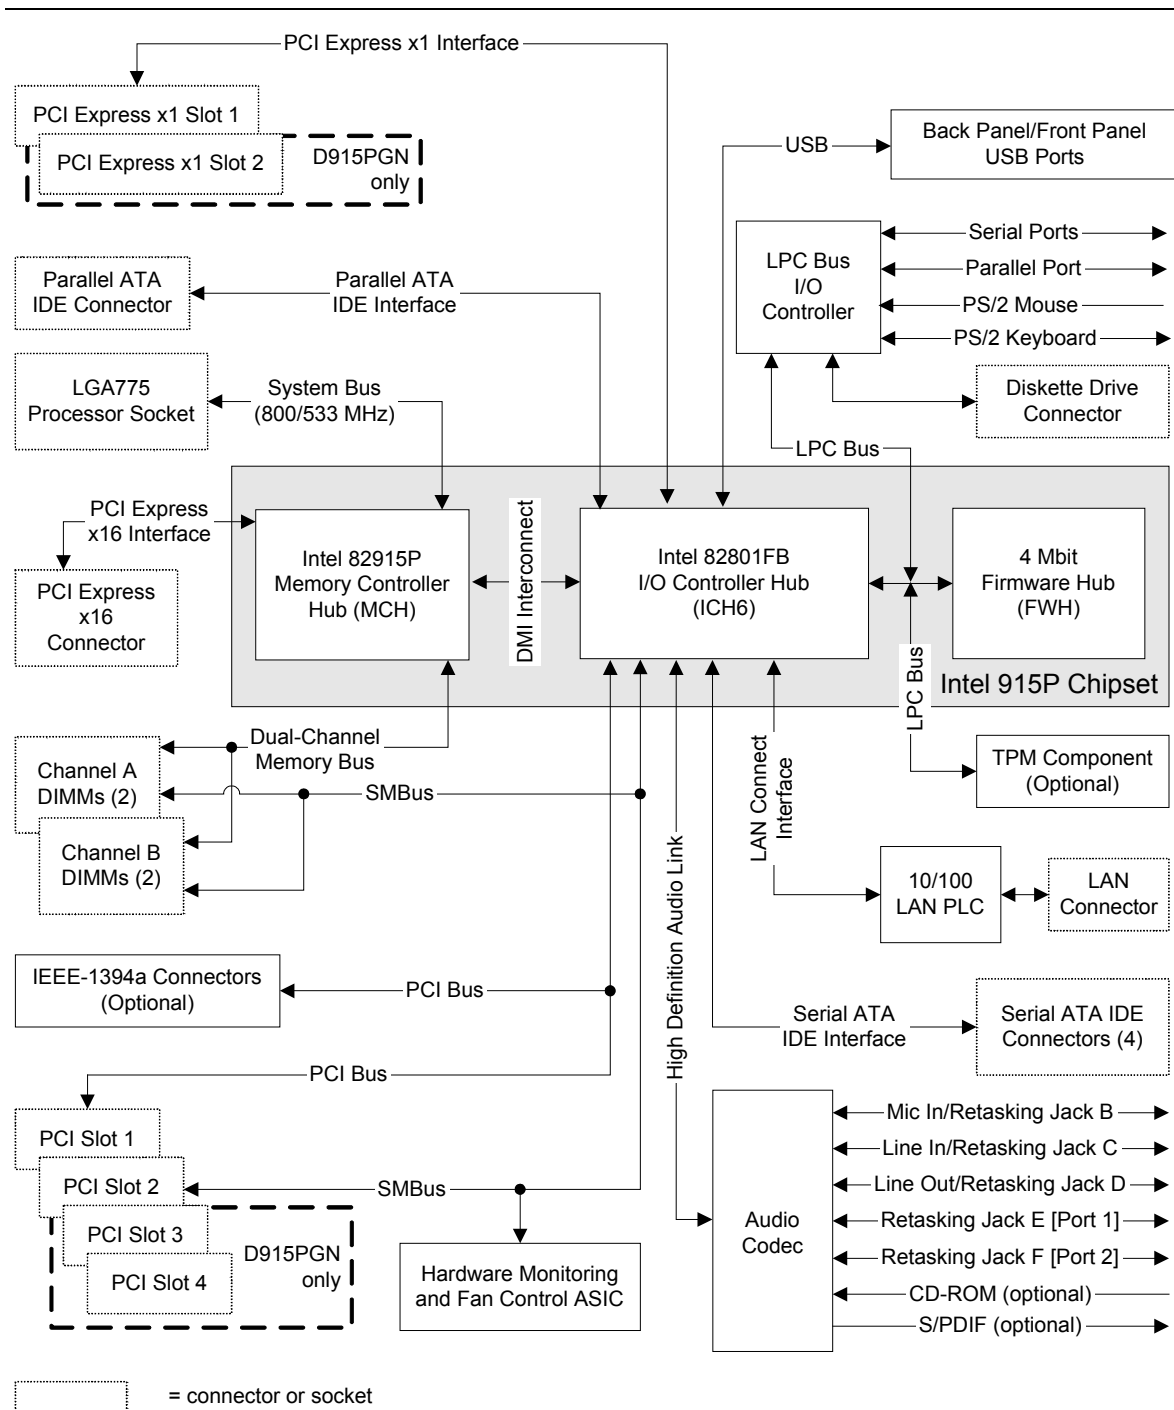 PCI Express x1 Interface
PCI Express x1 Slot 1
PCI Express x1 Slot 2
D915PGN
only
USB
Back Panel/Front Panel
USB Ports
LPC Bus
I/O
Controller
Serial Ports
Parallel Port
PS/2 Mouse
PS/2 Keyboard
Parallel ATA
IDE Connector
Parallel ATA
IDE Interface
LGA775
Processor Socket
System Bus
(800/533 MHz)
Diskette Drive
Connector
LPC Bus
PCI Express
x16 Interface
PCI Express
x16
Connector
Intel 82915P
Memory Controller
Hub (MCH)
DMI Interconnect
Intel 82801FB
I/O Controller Hub
(ICH6)
4 Mbit
Firmware Hub
(FWH)
LPC Bus
Intel 915P Chipset
Dual-Channel
Memory Bus
Channel A
DIMMs (2)
SMBus
Channel B
DIMMs (2)
TPM Component
(Optional)
LAN Connect
Interface
High Definition Audio Link
10/100
LAN PLC
LAN
Connector
IEEE-1394a Connectors
(Optional)
PCI Bus
Serial ATA
IDE Interface
Serial ATA IDE
Connectors (4)
PCI Bus
PCI Slot 1
PCI Slot 2
PCI Slot 3
PCI Slot 4
D915PGN
only
SMBus
Hardware Monitoring
and Fan Control ASIC
Audio
Codec
Mic In/Retasking Jack B
Line In/Retasking Jack C
Line Out/Retasking Jack D
Retasking Jack E [Port 1]
Retasking Jack F [Port 2]
CD-ROM (optional)
S/PDIF (optional)
= connector or socket